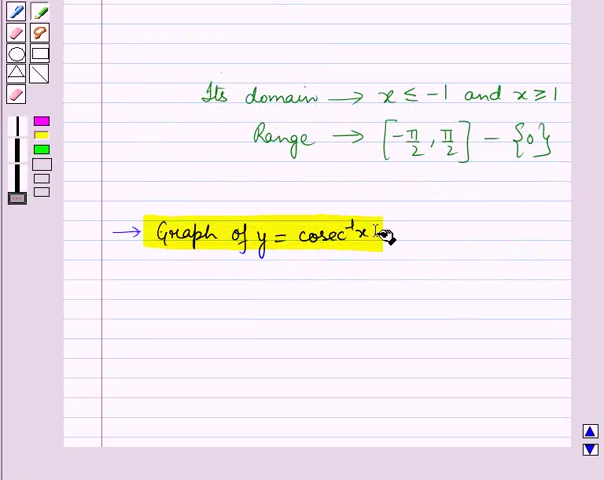 Its domain → x ≤ -1 and x ≥ 1
Range → [-π/2, π/2] - {0}
→ Graph of y = cosec⁻¹x